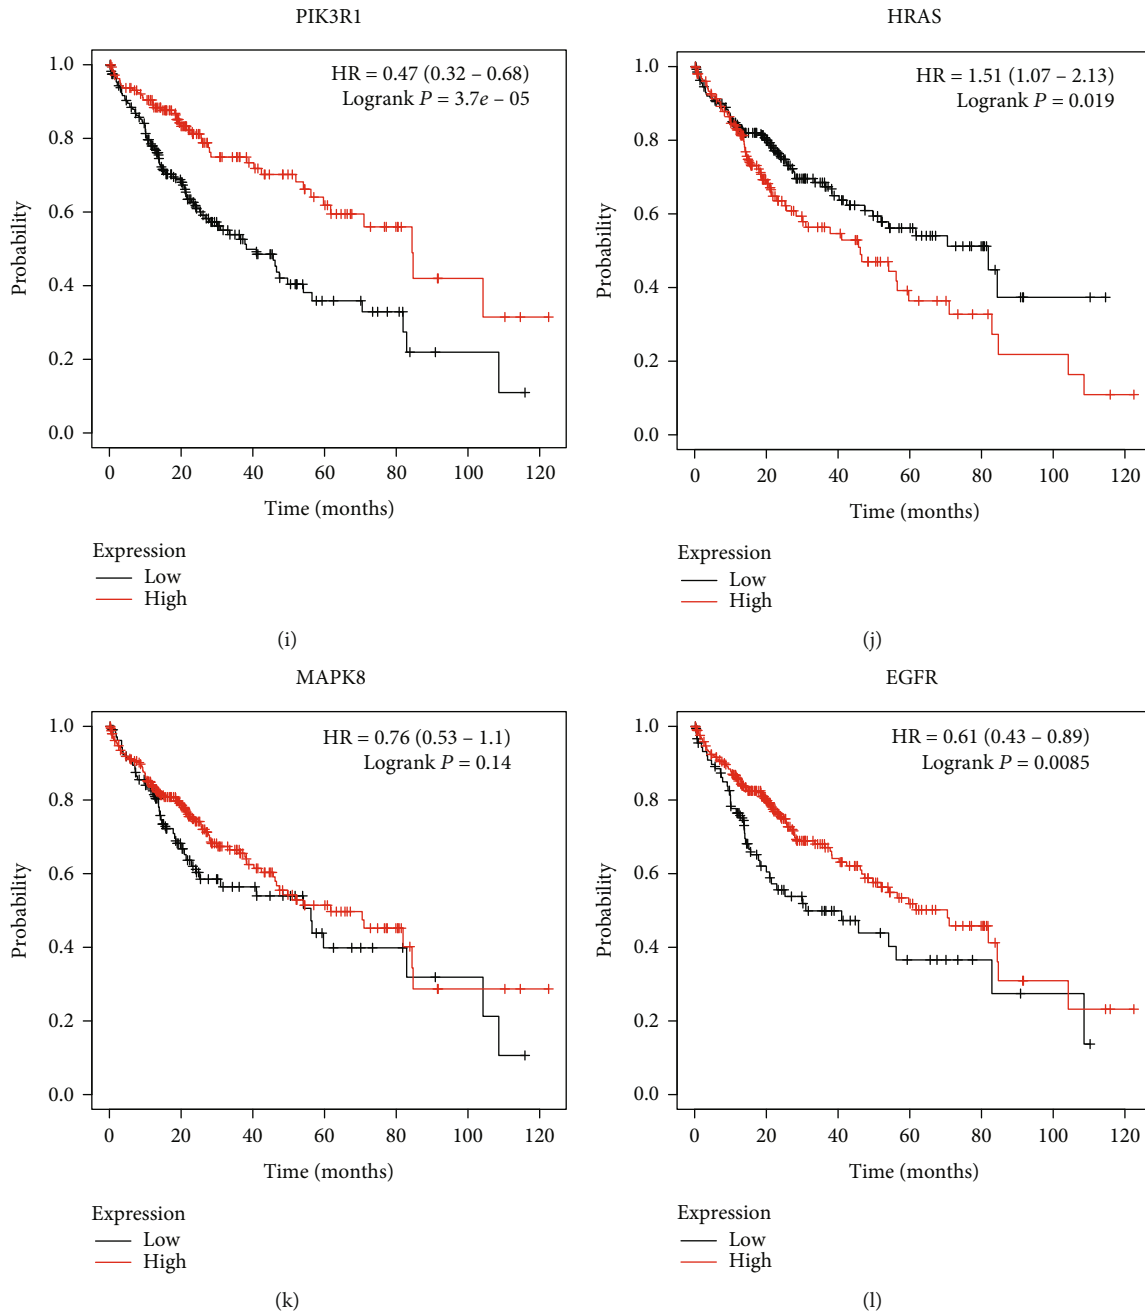 PIK3R1
HR = 0.47 (0.32 – 0.68)
Logrank P = 3.7e – 05
1.0
0.8
0.6
0.4
0.2
0.0
Probability
0 20 40 60 80 100 120
Time (months)
Expression
Low
High
(i)
HRAS
HR = 1.51 (1.07 – 2.13)
Logrank P = 0.019
1.0
0.8
0.6
0.4
0.2
0.0
Probability
0 20 40 60 80 100 120
Time (months)
Expression
Low
High
(j)
MAPK8
HR = 0.76 (0.53 – 1.1)
Logrank P = 0.14
1.0
0.8
0.6
0.4
0.2
0.0
Probability
0 20 40 60 80 100 120
Time (months)
Expression
Low
High
(k)
EGFR
HR = 0.61 (0.43 – 0.89)
Logrank P = 0.0085
1.0
0.8
0.6
0.4
0.2
0.0
Probability
0 20 40 60 80 100 120
Time (months)
Expression
Low
High
(l)